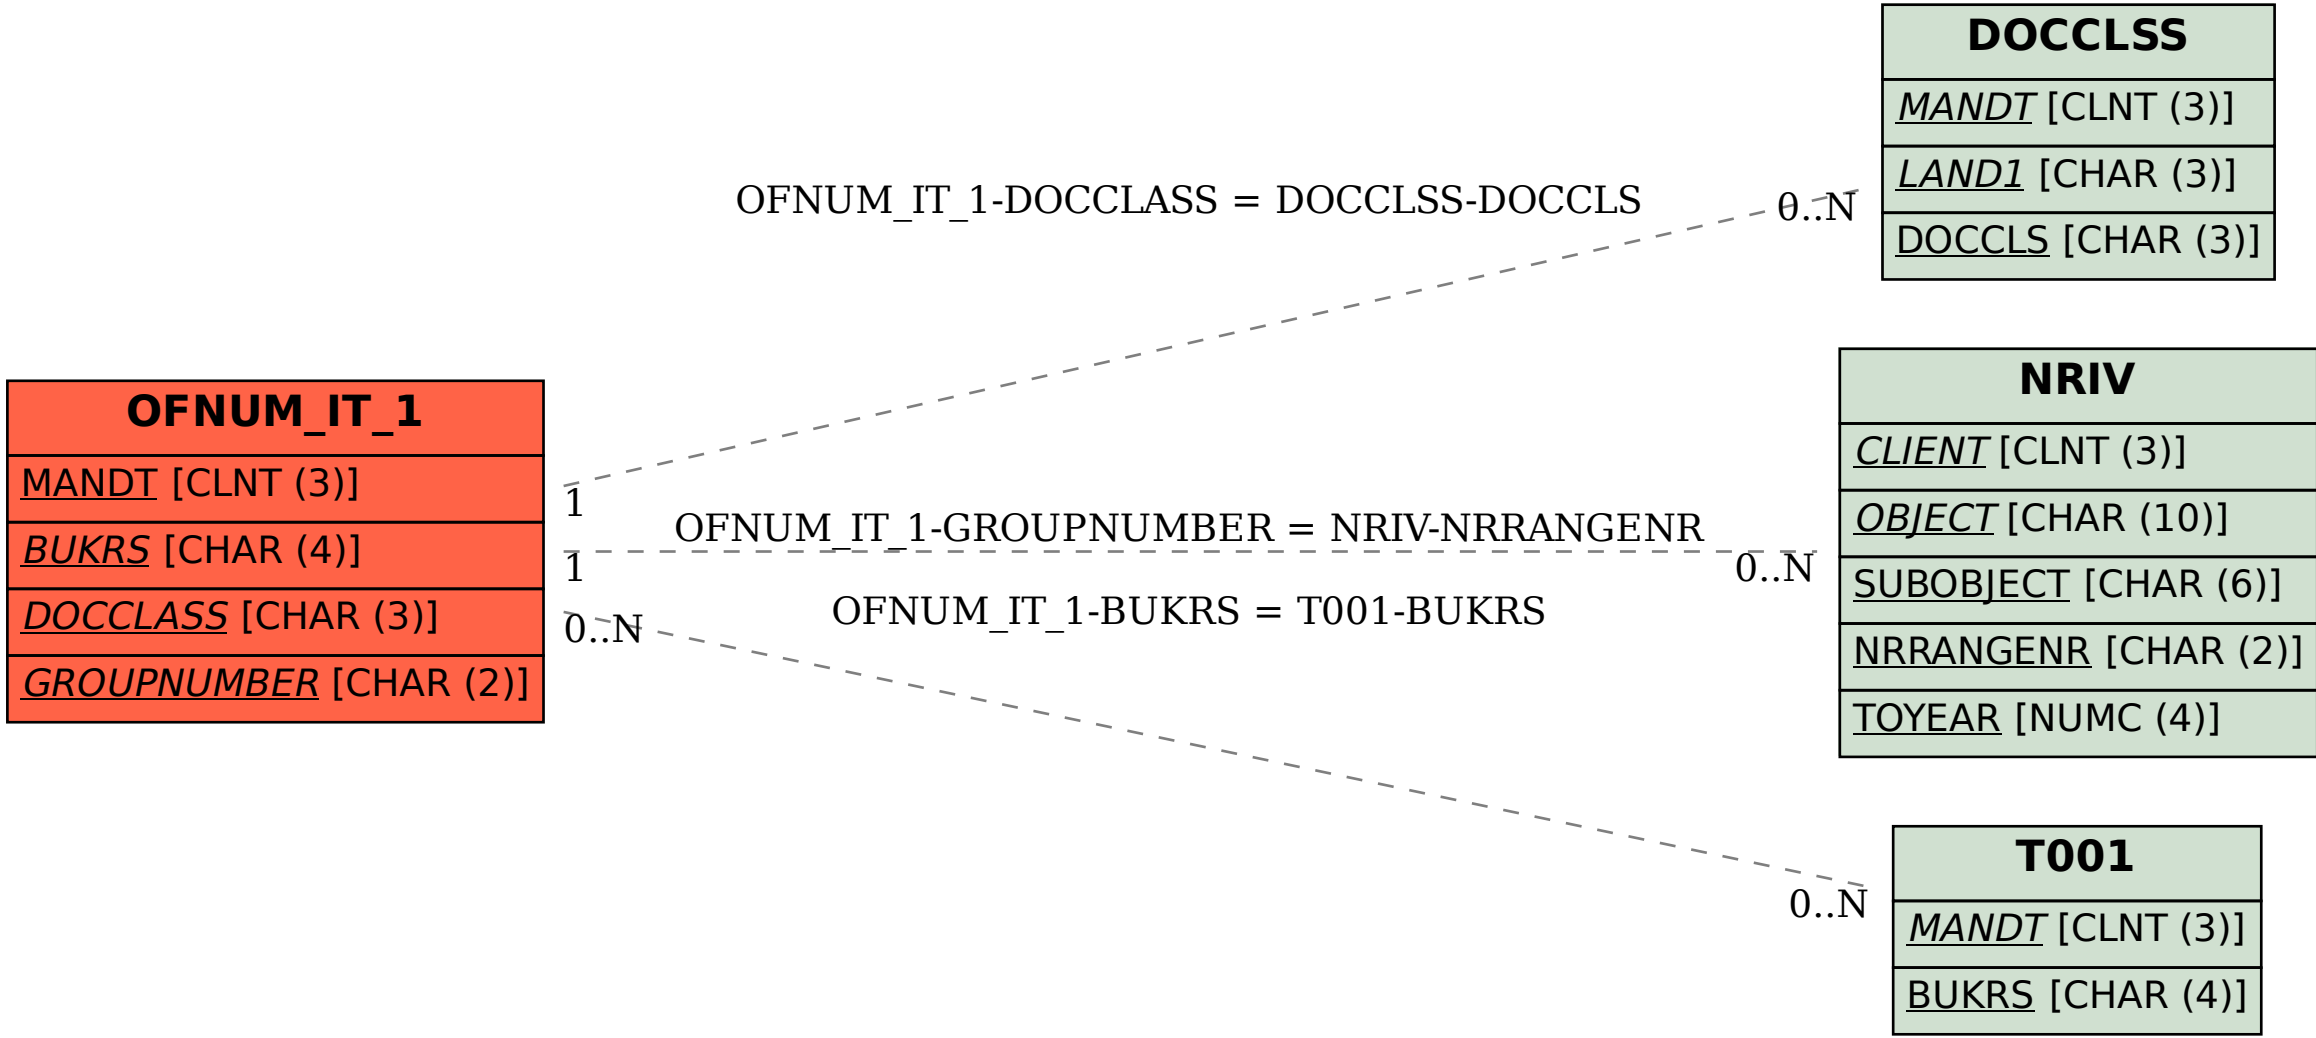 DOCCLSS
MANDT [CLNT (3)]
LAND1 [CHAR (3)]
DOCCLS [CHAR (3)]
OFNUM_IT_1-DOCCLASS = DOCCLSS-DOCCLS
0..N
NRIV
CLIENT [CLNT (3)]
OBJECT [CHAR (10)]
SUBOBJECT [CHAR (6)]
NRRANGENR [CHAR (2)]
TOYEAR [NUMC (4)]
OFNUM_IT_1
MANDT [CLNT (3)]
BUKRS [CHAR (4)]
DOCCLASS [CHAR (3)]
GROUPNUMBER [CHAR (2)]
1
OFNUM_IT_1-GROUPNUMBER = NRIV-NRRANGENR
1
0..N
OFNUM_IT_1-BUKRS = T001-BUKRS
0..N
0..N
T001
MANDT [CLNT (3)]
BUKRS [CHAR (4)]